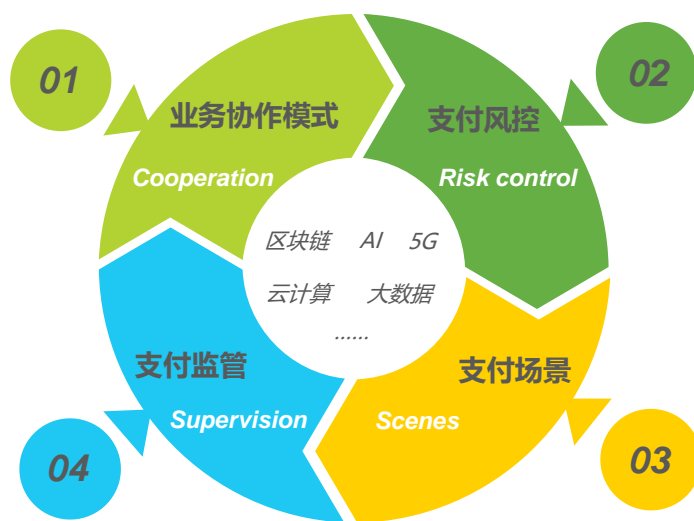 01
02
业务协作模式
支付风控
Cooperation
Risk control
区块链 AI 5G
云计算 大数据
......
支付监管
支付场景
Supervision
Scenes
04
03